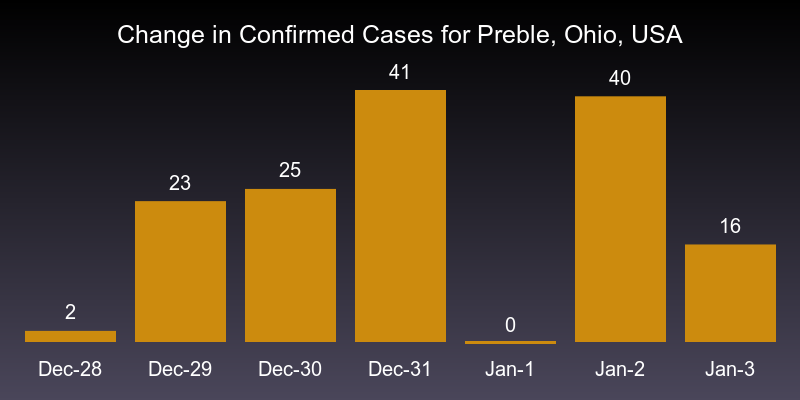 Change in Confirmed Cases for Preble, Ohio, USA
2
23
25
41
0
40
16
Dec-28
Dec-29
Dec-30
Dec-31
Jan-1
Jan-2
Jan-3